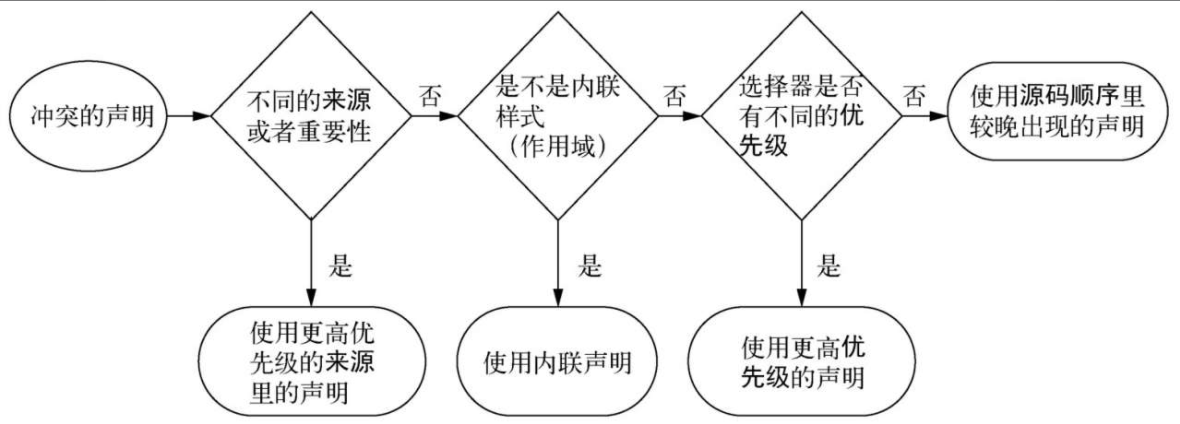 冲突的声明
不同的来源
或者重要性
否
是不是内联
样式
（作用域）
否
选择器是否
有不同的优
先级
否
使用源码顺序里
较晚出现的声明
是
是
是
使用更高优
先级的来源
里的声明
使用内联声明
使用更高优
先级的声明